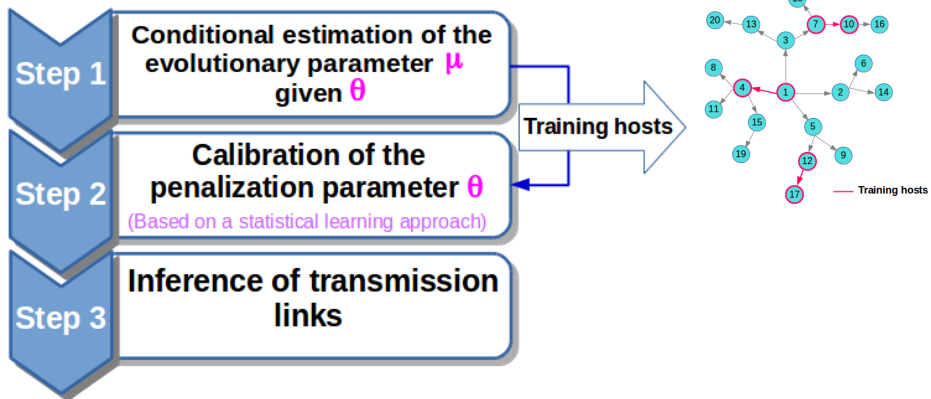 Step 1
Conditional estimation of the
evolutionary parameter μ
given θ
Step 2
Calibration of the
penalization parameter θ
(Based on a statistical learning approach)
Step 3
Inference of transmission
links
Training hosts
20
13
7
10
16
3
8
4
1
2
6
14
11
15
5
19
12
9
17
Training hosts